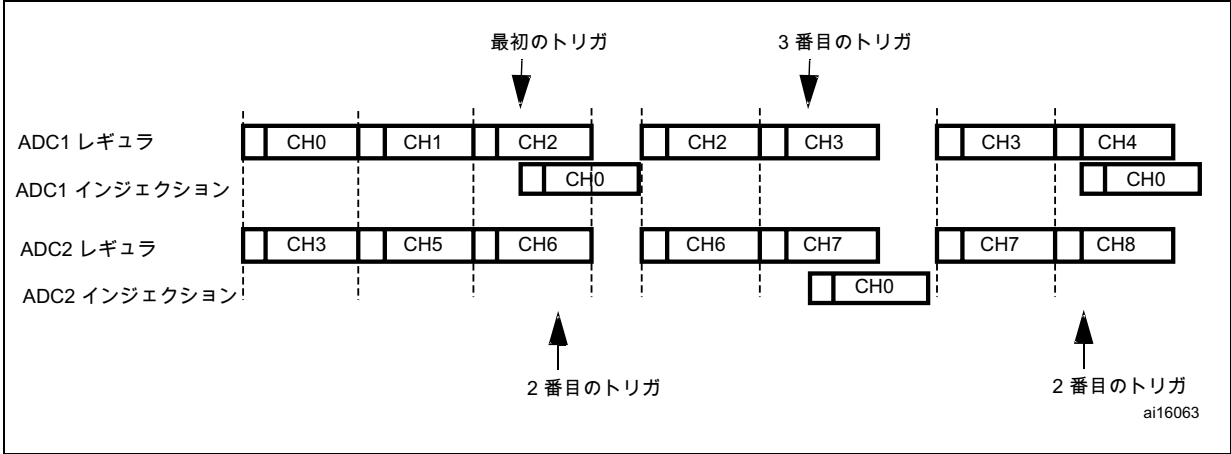 最初のトリガ 3 番目のトリガ
ADC1 レギュラ CH0 CH1 CH2 CH2 CH3 CH3 CH4
ADC1 インジェクション CH0 CH0
ADC2 レギュラ CH3 CH5 CH6 CH6 CH7 CH7 CH8
ADC2 インジェクション CH0
2 番目のトリガ 2 番目のトリガ
ai16063